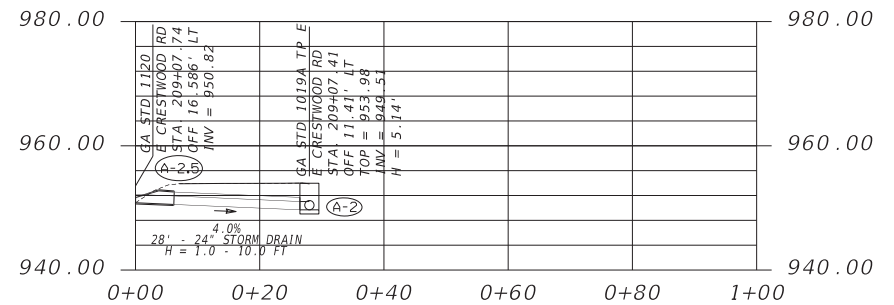 980.00
980.00
GA STD 1120
E CRESTWOOD RD
STA. 209+07.74
OFF 16.586' LT
INV = 950.82
GA STD 1019A TP E
E CRESTWOOD RD
STA. 209+07.41
OFF 11.41' LT
TOP = 953.98
INV = 949.51
H = 5.14'
960.00
960.00
A-2.5
A-2
4.0%
28' - 24" STORM DRAIN
H = 1.0 - 10.0 FT
940.00
940.00
0+00
0+20
0+40
0+60
0+80
1+00